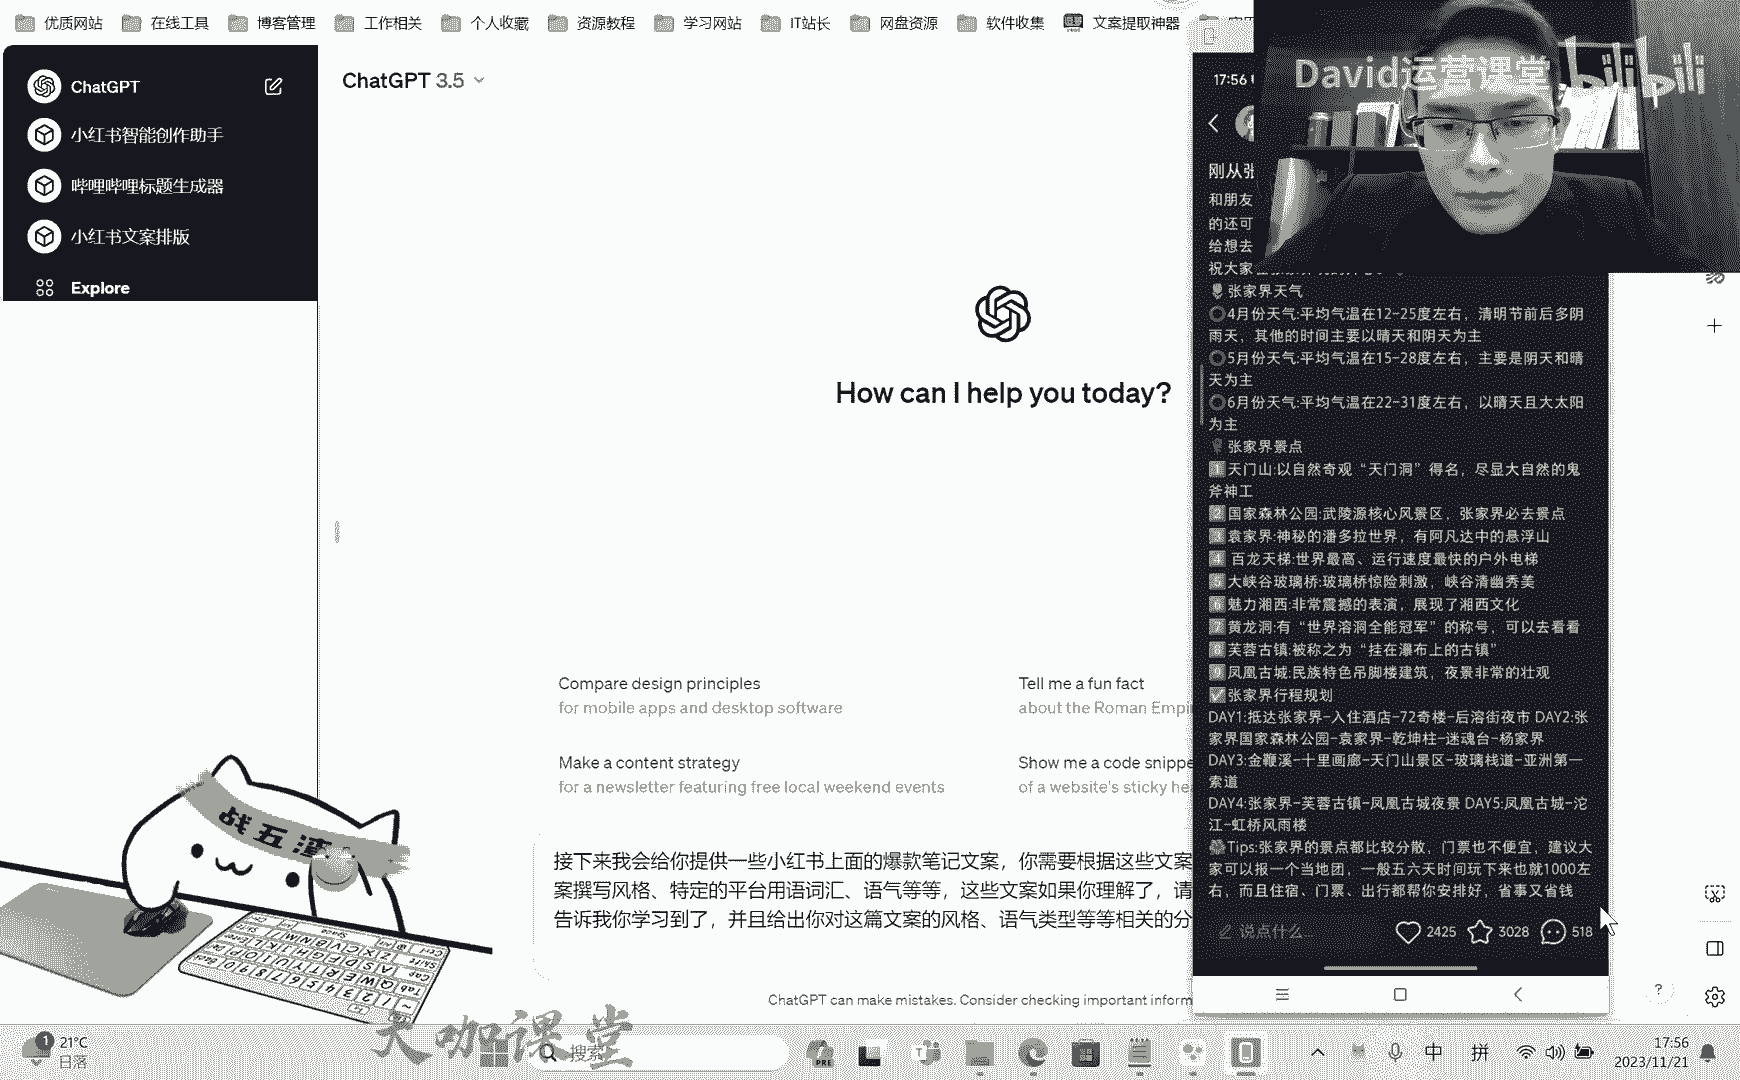 优质网站 在线工具 博客管理 工作相关 个人收藏 资源教程 学习网站 IT站长 网盘资源 软件收集 文案提取神器
ChatGPT
小红书智能创作助手
哔哩哔哩标题生成器
小红书文案排版
Explore
ChatGPT 3.5
How can I help you today?
Compare design principles
for mobile apps and desktop software
Tell me a fun fact
about the Roman Empi
Make a content strategy
for a newsletter featuring free local weekend events
Show me a code snippe
of a website's sticky he
接下来我会给你提供一些小红书上面的爆款笔记文案，你需要根据这些文案
案撰写风格、特定的平台用语词汇、语气等等，这些文案如果你理解了，请
告诉我你学习到了，并且给出你对这篇文案的风格、语气类型等等相关的分
ChatGPT can make mistakes. Consider checking important inform
David运营课堂 bilibili
17:56
刚从张
和朋友
的还可
给想去
祝大家
张家界天气
4月份天气:平均气温在12-25度左右，清明节前后多阴
雨天，其他的时间主要以晴天和阴天为主
5月份天气:平均气温在15-28度左右，主要是阴天和晴
天为主
6月份天气:平均气温在22-31度左右，以晴天且大太阳
为主
张家界景点
1天门山:以自然奇观“天门洞”得名，尽显大自然的鬼
斧神工
2国家森林公园:武陵源核心风景区，张家界必去景点
3袁家界:神秘的潘多拉世界，有阿凡达中的悬浮山
4 百龙天梯:世界最高、运行速度最快的户外电梯
5大峡谷玻璃桥:玻璃桥惊险刺激，峡谷清幽秀美
6魅力湘西:非常震撼的表演，展现了湘西文化
7黄龙洞:有“世界溶洞全能冠军”的称号，可以去看看
8芙蓉古镇:被称之为“挂在瀑布上的古镇”
9凤凰古城:民族特色吊脚楼建筑，夜景非常的壮观
张家界行程规划
DAY1:抵达张家界-入住酒店-72奇楼-后溶街夜市 DAY2:张
家界国家森林公园-袁家界-乾坤柱-迷魂台-杨家界
DAY3:金鞭溪-十里画廊-天门山景区-玻璃栈道-亚洲第一
索道
DAY4:张家界-芙蓉古镇-凤凰古城夜景 DAY5:凤凰古城-沱
江-虹桥风雨楼
Tips:张家界的景点都比较分散，门票也不便宜，建议大
家可以报一个当地团，一般五六天时间玩下来也就1000左
右，而且住宿、门票、出行都帮你安排好，省事又省钱
说点什么... 2425 3028 518
战五渣
大咖课堂
1 21°C
日落
搜索
中 拼
17:56
2023/11/21